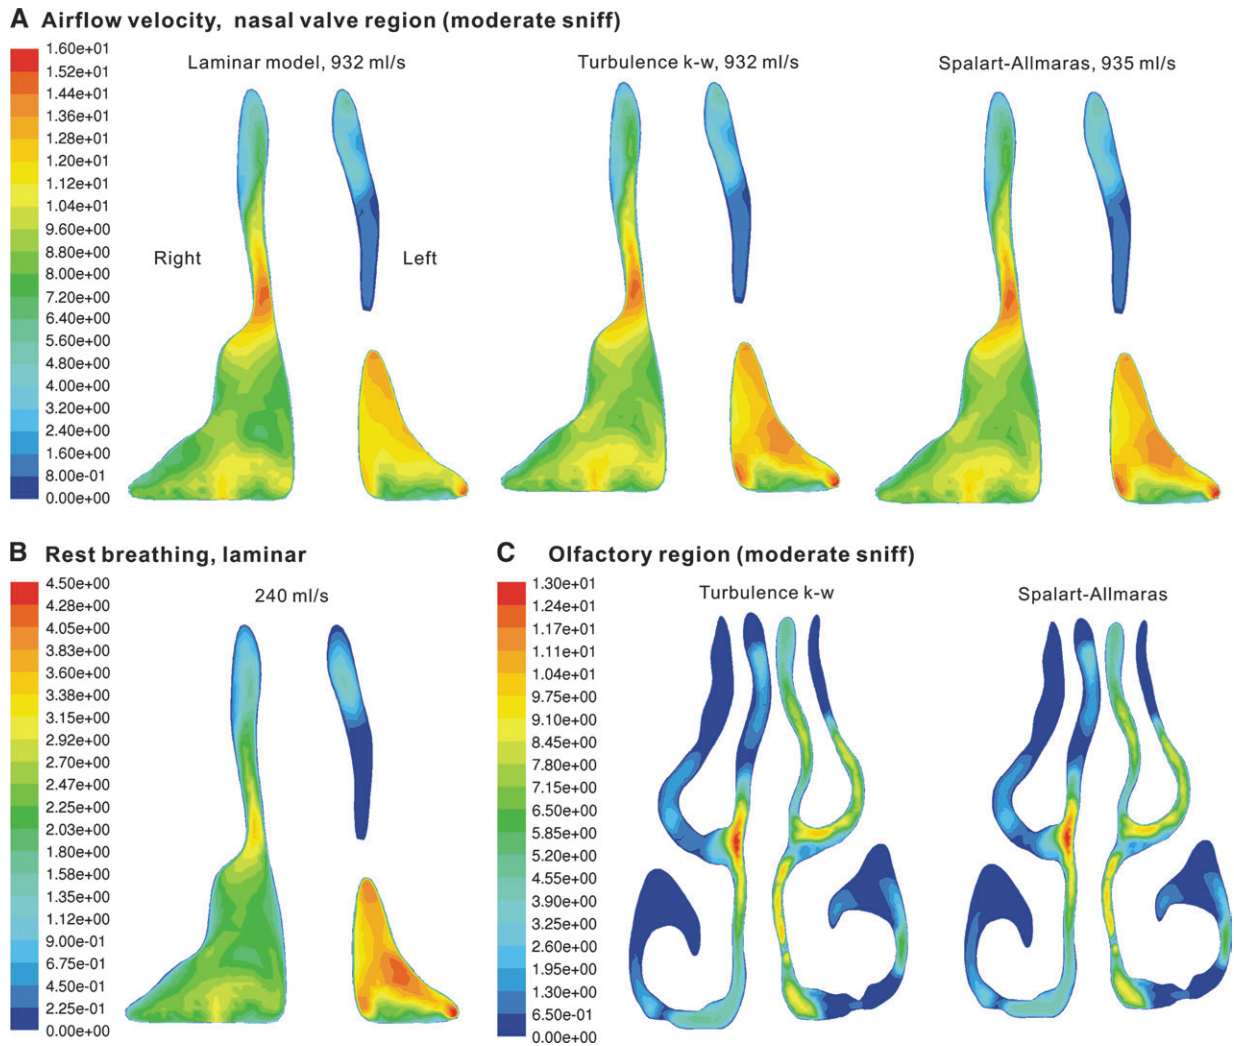 A Airflow velocity, nasal valve region (moderate sniff)
Laminar model, 932 ml/s
Turbulence k-w, 932 ml/s
Spalart-Allmaras, 935 ml/s
1.60e+01
1.52e+01
1.44e+01
1.36e+01
1.28e+01
1.20e+01
1.12e+01
1.04e+01
9.60e+00
8.80e+00
8.00e+00
7.20e+00
6.40e+00
5.60e+00
4.80e+00
4.00e+00
3.20e+00
2.40e+00
1.60e+00
8.00e-01
0.00e+00
Right
Left
B Rest breathing, laminar
240 ml/s
4.50e+00
4.28e+00
4.05e+00
3.83e+00
3.60e+00
3.38e+00
3.15e+00
2.92e+00
2.70e+00
2.47e+00
2.25e+00
2.03e+00
1.80e+00
1.58e+00
1.35e+00
1.12e+00
9.00e-01
6.75e-01
4.50e-01
2.25e-01
0.00e+00
C Olfactory region (moderate sniff)
Turbulence k-w
Spalart-Allmaras
1.30e+01
1.24e+01
1.17e+01
1.11e+01
1.04e+01
9.75e+00
9.10e+00
8.45e+00
7.80e+00
7.15e+00
6.50e+00
5.85e+00
5.20e+00
4.55e+00
3.90e+00
3.25e+00
2.60e+00
1.95e+00
1.30e+00
6.50e-01
0.00e+00